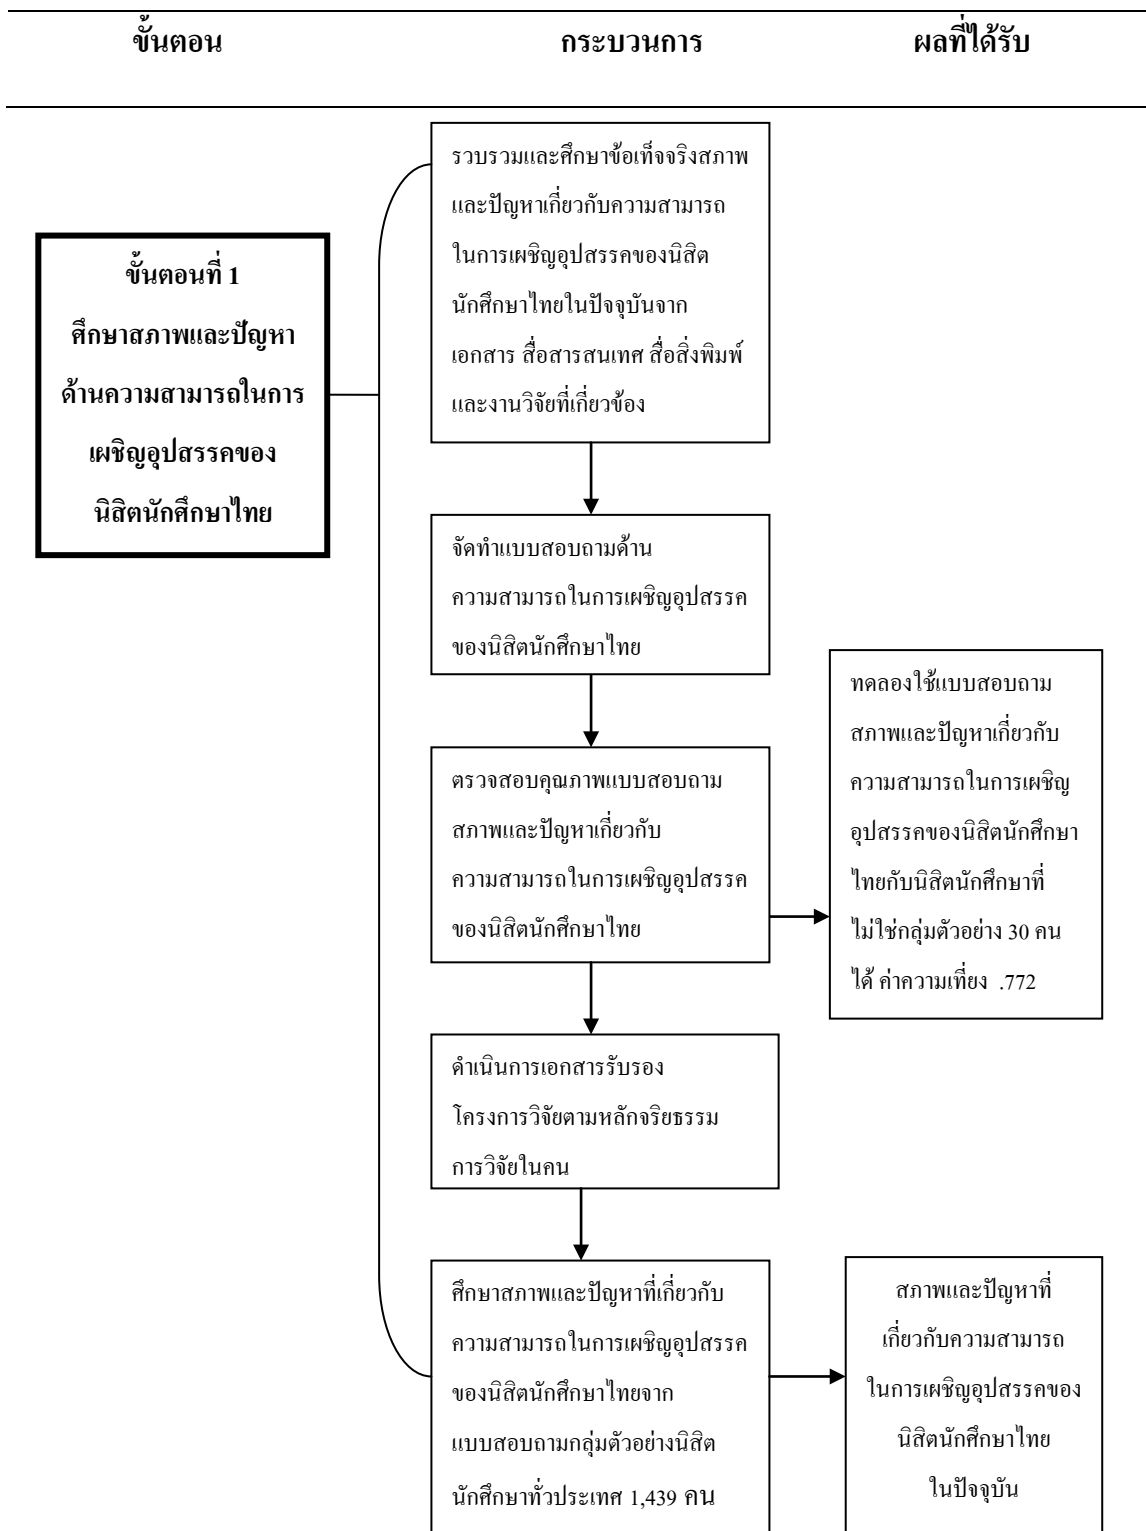 ขั้นตอน กระบวนการ ผลที่ได้รับ
ขั้นตอนที่ 1
ศึกษาสภาพและปัญหา
ด้านความสามารถในการ
เผชิญอุปสรรคของ
นิสิตนักศึกษาไทย
รวบรวมและศึกษาข้อเท็จจริงสภาพ
และปัญหาเกี่ยวกับความสามารถ
ในการเผชิญอุปสรรคของนิสิต
นักศึกษาไทยในปัจจุบันจาก
เอกสาร สื่อสารสนเทศ สื่อสิ่งพิมพ์
และงานวิจัยที่เกี่ยวข้อง
จัดทำแบบสอบถามด้าน
ความสามารถในการเผชิญอุปสรรค
ของนิสิตนักศึกษาไทย
ตรวจสอบคุณภาพแบบสอบถาม
สภาพและปัญหาเกี่ยวกับ
ความสามารถในการเผชิญอุปสรรค
ของนิสิตนักศึกษาไทย
ทดลองใช้แบบสอบถาม
สภาพและปัญหาเกี่ยวกับ
ความสามารถในการเผชิญ
อุปสรรคของนิสิตนักศึกษา
ไทยกับนิสิตนักศึกษาที่
ไม่ใช่กลุ่มตัวอย่าง 30 คน
ได้ ค่าความเที่ยง .772
ดำเนินการเอกสารรับรอง
โครงการวิจัยตามหลักจริยธรรม
การวิจัยในคน
ศึกษาสภาพและปัญหาที่เกี่ยวกับ
ความสามารถในการเผชิญอุปสรรค
ของนิสิตนักศึกษาไทยจาก
แบบสอบถามกลุ่มตัวอย่างนิสิต
นักศึกษาทั่วประเทศ 1,439 คน
สภาพและปัญหาที่
เกี่ยวกับความสามารถ
ในการเผชิญอุปสรรคของ
นิสิตนักศึกษาไทย
ในปัจจุบัน